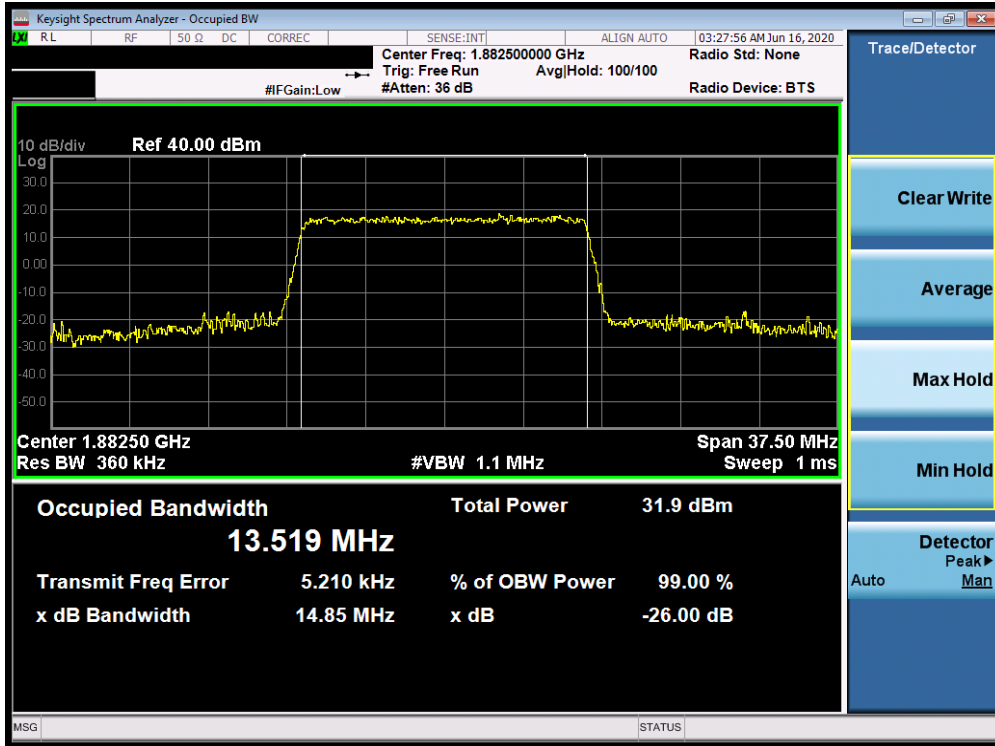 Keysight Spectrum Analyzer - Occupied BW
LXI RL RF 50 Ω DC CORREC SENSE:INT ALIGN AUTO 03:27:56 AM Jun 16, 2020
Center Freq: 1.882500000 GHz Radio Std: None
Trig: Free Run Avg|Hold: 100/100
#IFGain:Low #Atten: 36 dB Radio Device: BTS
Trace/Detector
10 dB/div Ref 40.00 dBm
Log
30.0
20.0
10.0
0.00
-10.0
-20.0
-30.0
-40.0
-50.0
Center 1.88250 GHz Span 37.50 MHz
Res BW 360 kHz #VBW 1.1 MHz Sweep 1 ms
Occupied Bandwidth Total Power 31.9 dBm
13.519 MHz
Transmit Freq Error 5.210 kHz % of OBW Power 99.00 %
x dB Bandwidth 14.85 MHz x dB -26.00 dB
Clear Write
Average
Max Hold
Min Hold
Detector
Peak▶
Auto Man
MSG STATUS